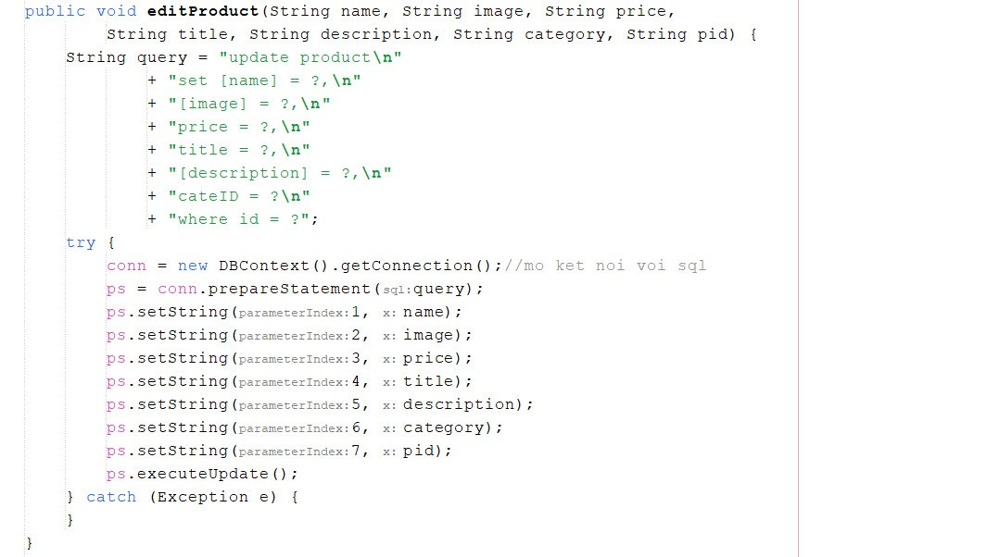 public void editProduct(String name, String image, String price,
String title, String description, String category, String pid) {
String query = "update product\n"
+ "set [name] = ?,\n"
+ "[image] = ?,\n"
+ "price = ?,\n"
+ "title = ?,\n"
+ "[description] = ?,\n"
+ "cateID = ?\n"
+ "where id = ?";
try {
conn = new DBContext().getConnection();//mo ket noi voi sql
ps = conn.prepareStatement(sql:query);
ps.setString(parameterIndex:1, x: name);
ps.setString(parameterIndex:2, x: image);
ps.setString(parameterIndex:3, x: price);
ps.setString(parameterIndex:4, x: title);
ps.setString(parameterIndex:5, x: description);
ps.setString(parameterIndex:6, x: category);
ps.setString(parameterIndex:7, x: pid);
ps.executeUpdate();
} catch (Exception e) {
}
}